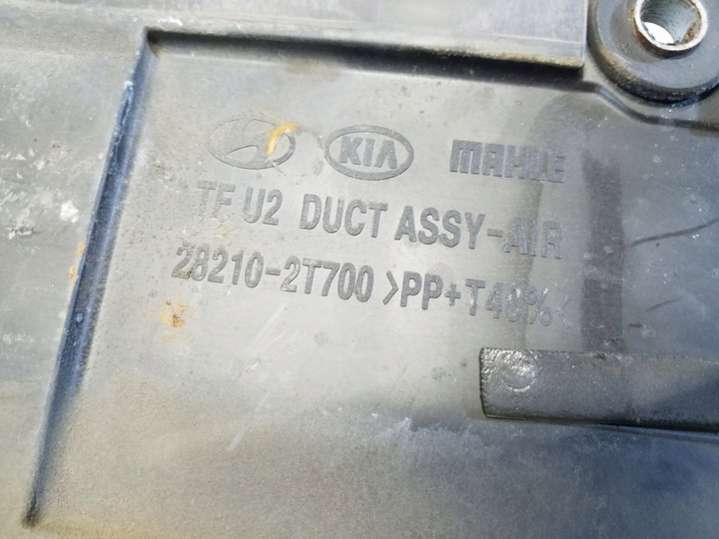 KIA MAHLE
TF U2 DUCT ASSY-AIR
28210-2T700 >PP+T40%<